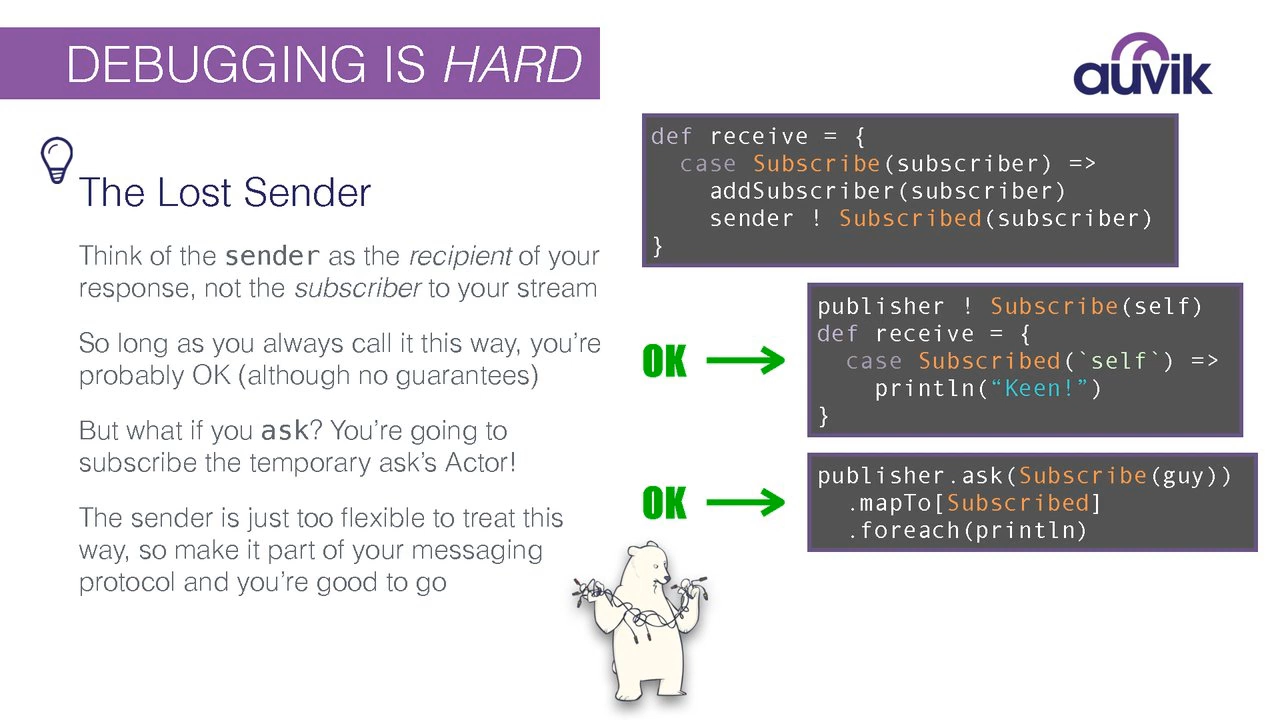 DEBUGGING IS HARD
auvik
The Lost Sender
Think of the sender as the recipient of your
response, not the subscriber to your stream
So long as you always call it this way, you’re
probably OK (although no guarantees)
But what if you ask? You’re going to
subscribe the temporary ask’s Actor!
The sender is just too flexible to treat this
way, so make it part of your messaging
protocol and you’re good to go
def receive = {
  case Subscribe(subscriber) =>
    addSubscriber(subscriber)
    sender ! Subscribed(subscriber)
}
OK
publisher ! Subscribe(self)
def receive = {
  case Subscribed(`self`) =>
    println(“Keen!”)
}
OK
publisher.ask(Subscribe(guy))
  .mapTo[Subscribed]
  .foreach(println)